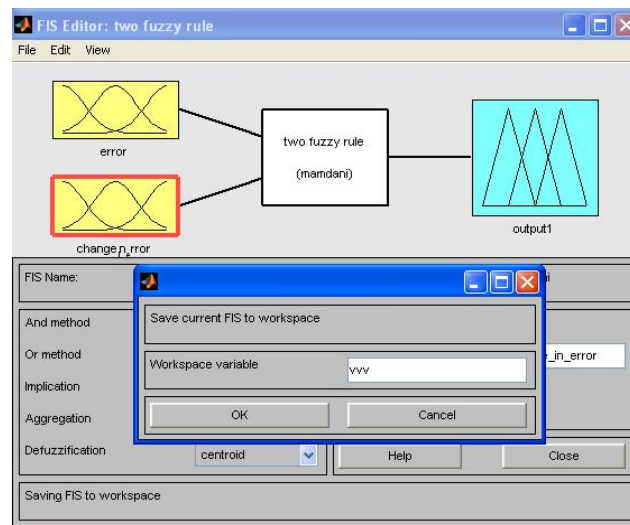 FIS Editor: two fuzzy rule
File Edit View
error
two fuzzy rule
(mamdani)
output1
FIS Name:
Save current FIS to workspace
Workspace variable
vvv
OK Cancel
And method
Or method
e_in_error
Implication
Aggregation
Defuzzification
centroid
Help
Close
Saving FIS to workspace